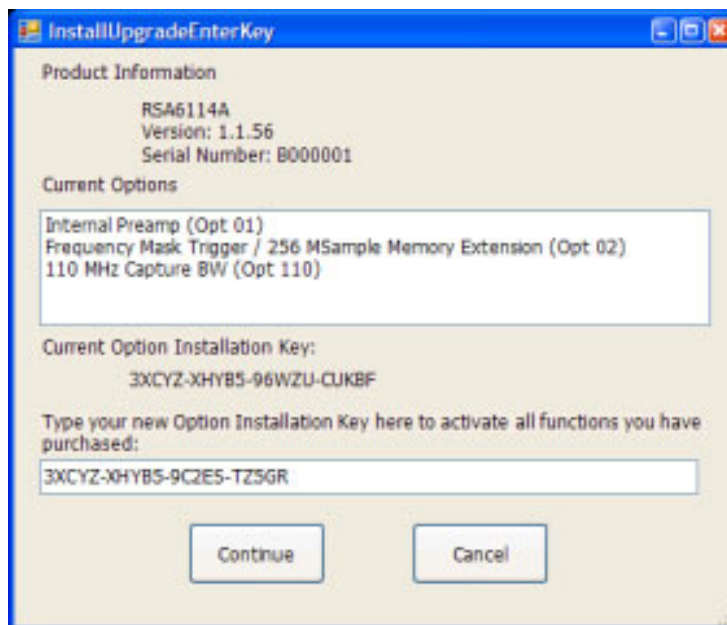 InstallUpgradeEnterKey
Product Information
RSA6114A
Version: 1.1.56
Serial Number: B000001
Current Options
Internal Preamp (Opt 01)
Frequency Mask Trigger / 256 MSample Memory Extension (Opt 02)
110 MHz Capture BW (Opt 110)
Current Option Installation Key:
3XCYZ-XHYB5-96WZU-CUKBF
Type your new Option Installation Key here to activate all functions you have
purchased:
3XCYZ-XHYB5-9C2E5-TZ5GR
Continue Cancel